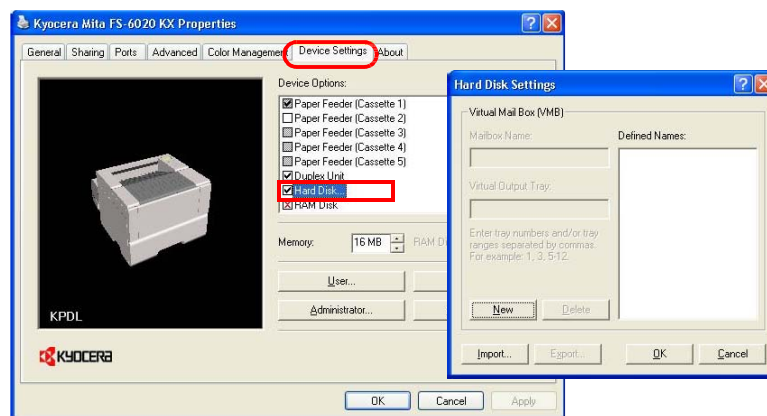 Kyocera Mita FS-6020 KX Properties
General Sharing Ports Advanced Color Management Device Settings About
Device Options:
Paper Feeder (Cassette 1)
Paper Feeder (Cassette 2)
Paper Feeder (Cassette 3)
Paper Feeder (Cassette 4)
Paper Feeder (Cassette 5)
Duplex Unit
Hard Disk...
RAM Disk
Memory: 16 MB RAM Di
User...
Administrator...
KPDL
KYOCERA
OK Cancel Apply
Hard Disk Settings
Virtual Mail Box (VMB)
Mailbox Name:
Defined Names:
Virtual Output Tray:
Enter tray numbers and/or tray
ranges separated by commas.
For example: 1, 3, 5-12.
New Delete
Import... Export... OK Cancel